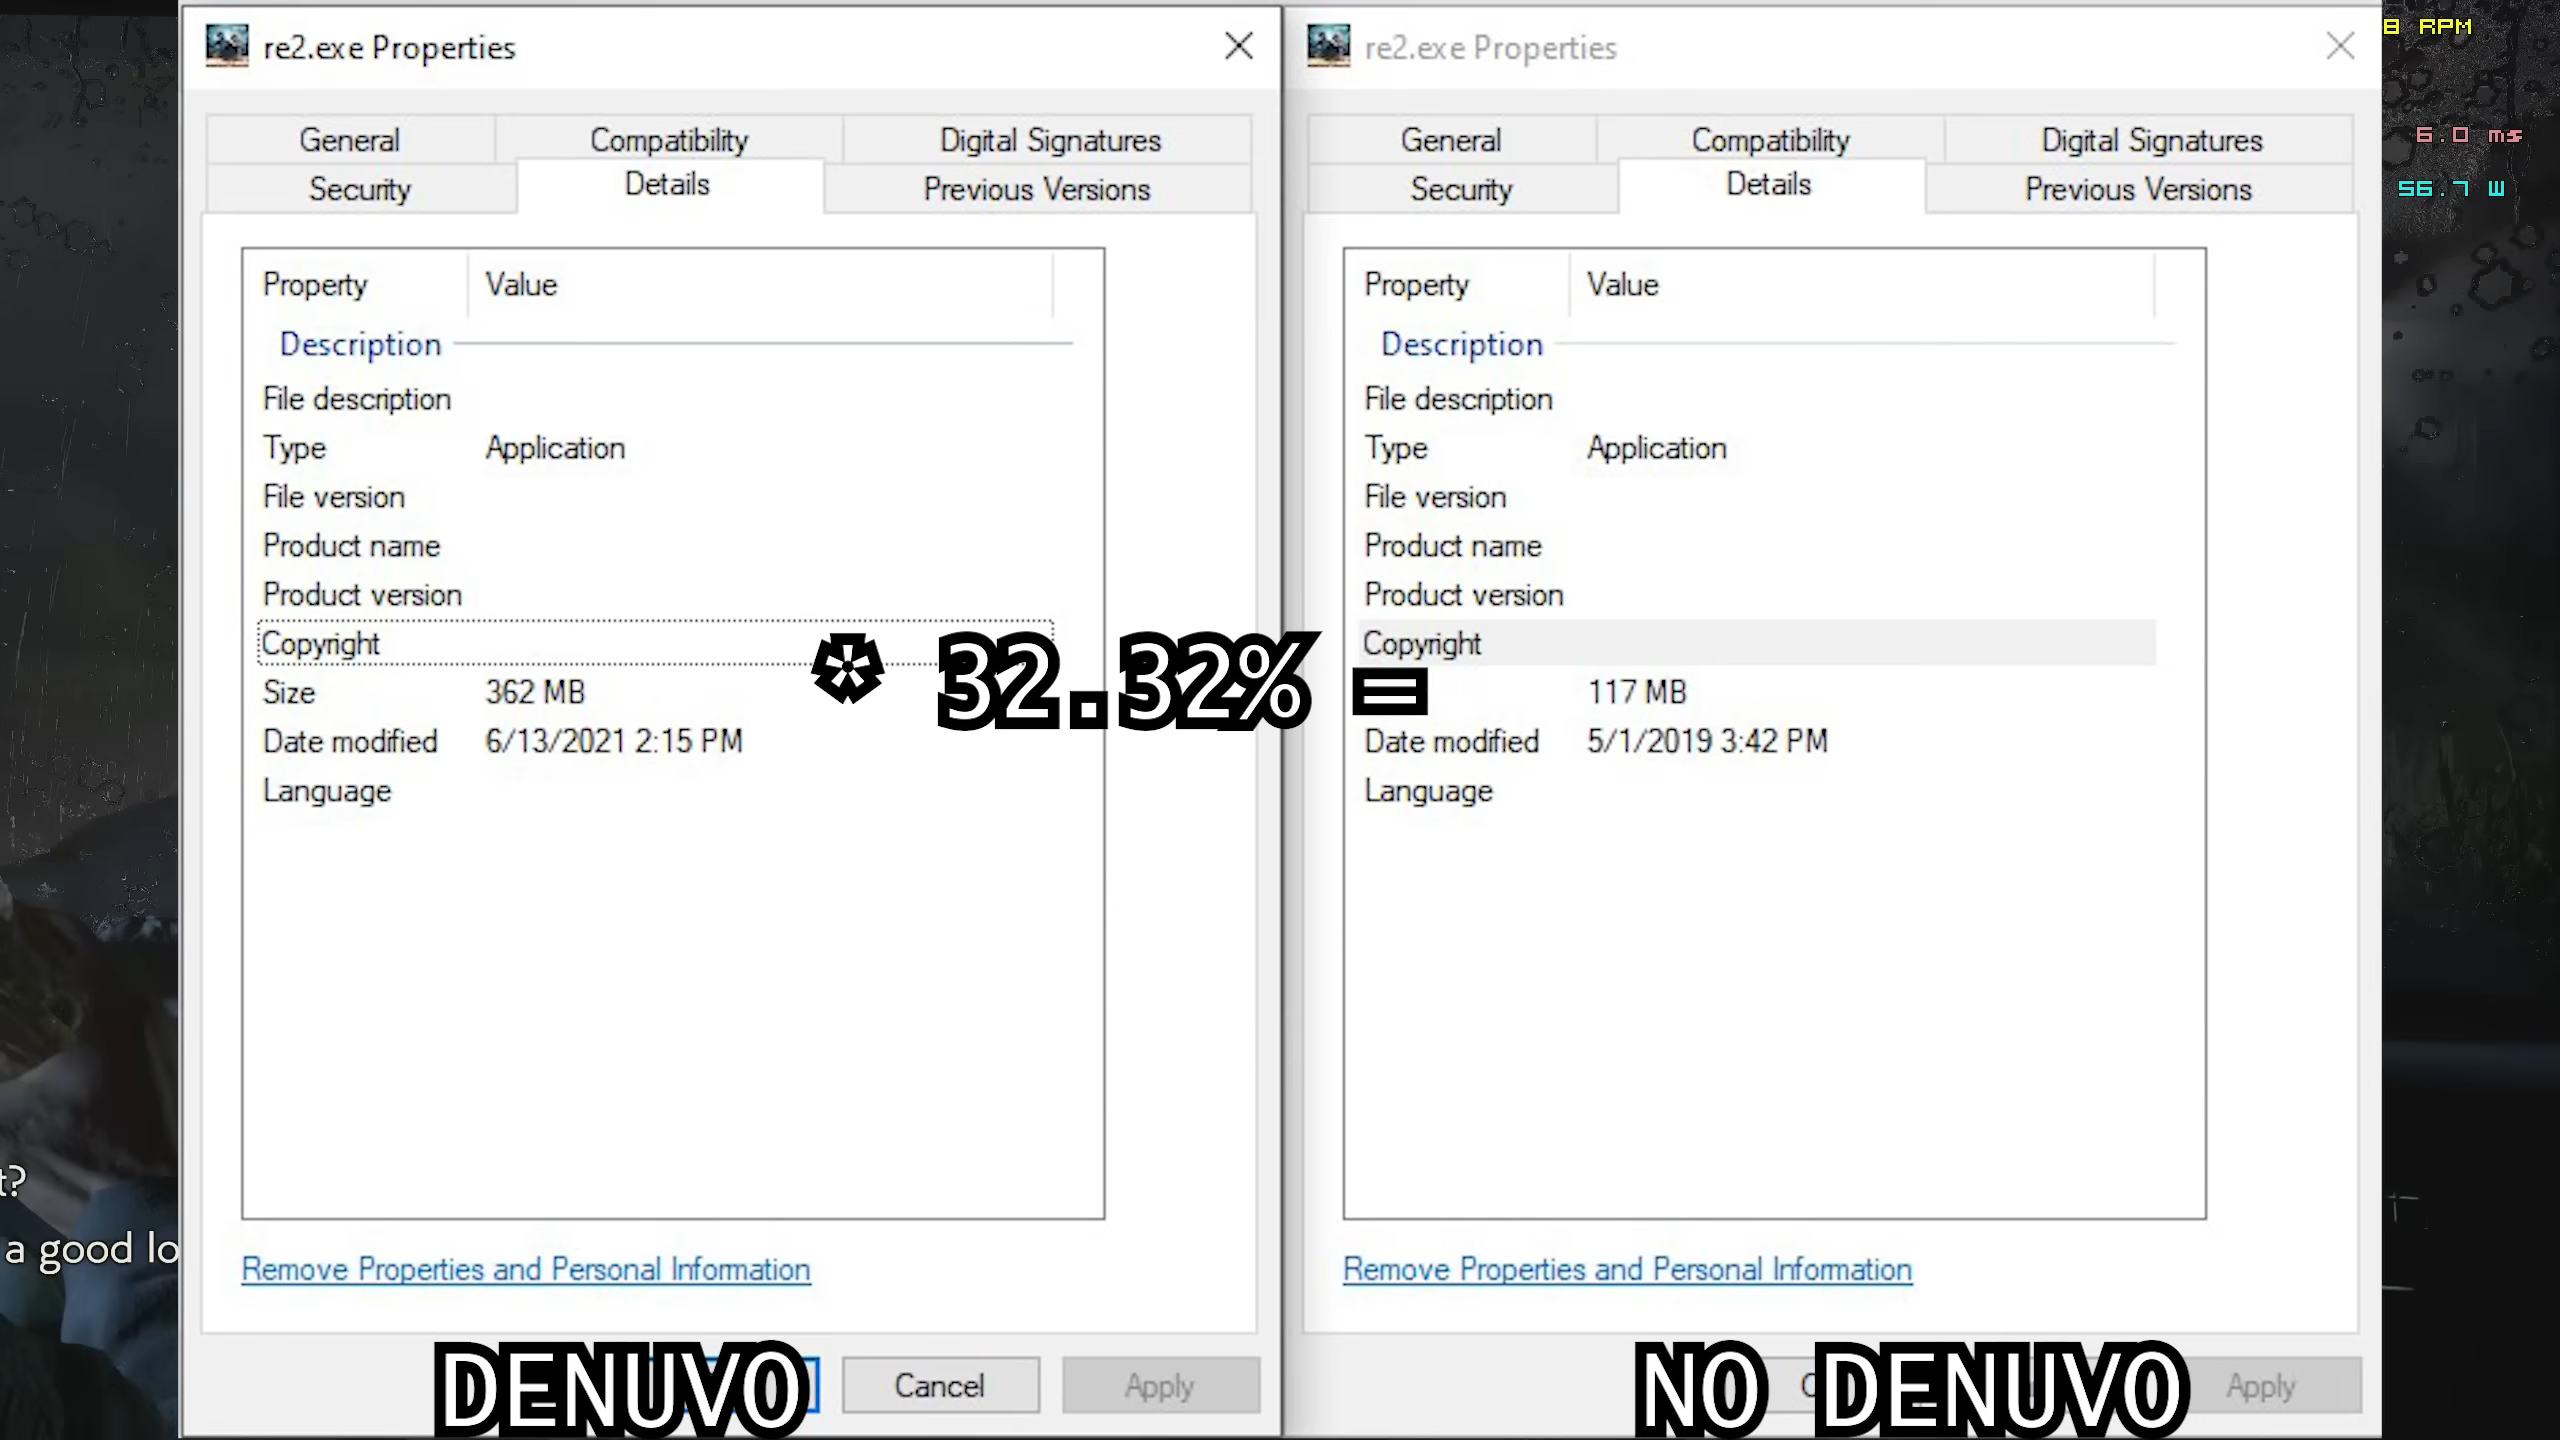 re2.exe Properties
General
Compatibility
Digital Signatures
Security
Details
Previous Versions
Property
Value
Description
File description
Type
Application
File version
Product name
Product version
Copyright
Size
362 MB
Date modified
6/13/2021 2:15 PM
Language
Remove Properties and Personal Information
Cancel
Apply
DENUVO
* 32.32% =
re2.exe Properties
General
Compatibility
Digital Signatures
Security
Details
Previous Versions
Property
Value
Description
File description
Type
Application
File version
Product name
Product version
Copyright
117 MB
Date modified
5/1/2019 3:42 PM
Language
Remove Properties and Personal Information
Apply
NO DENUVO
8 RPM
6.0 ms
56.7 W
t?
a good lo